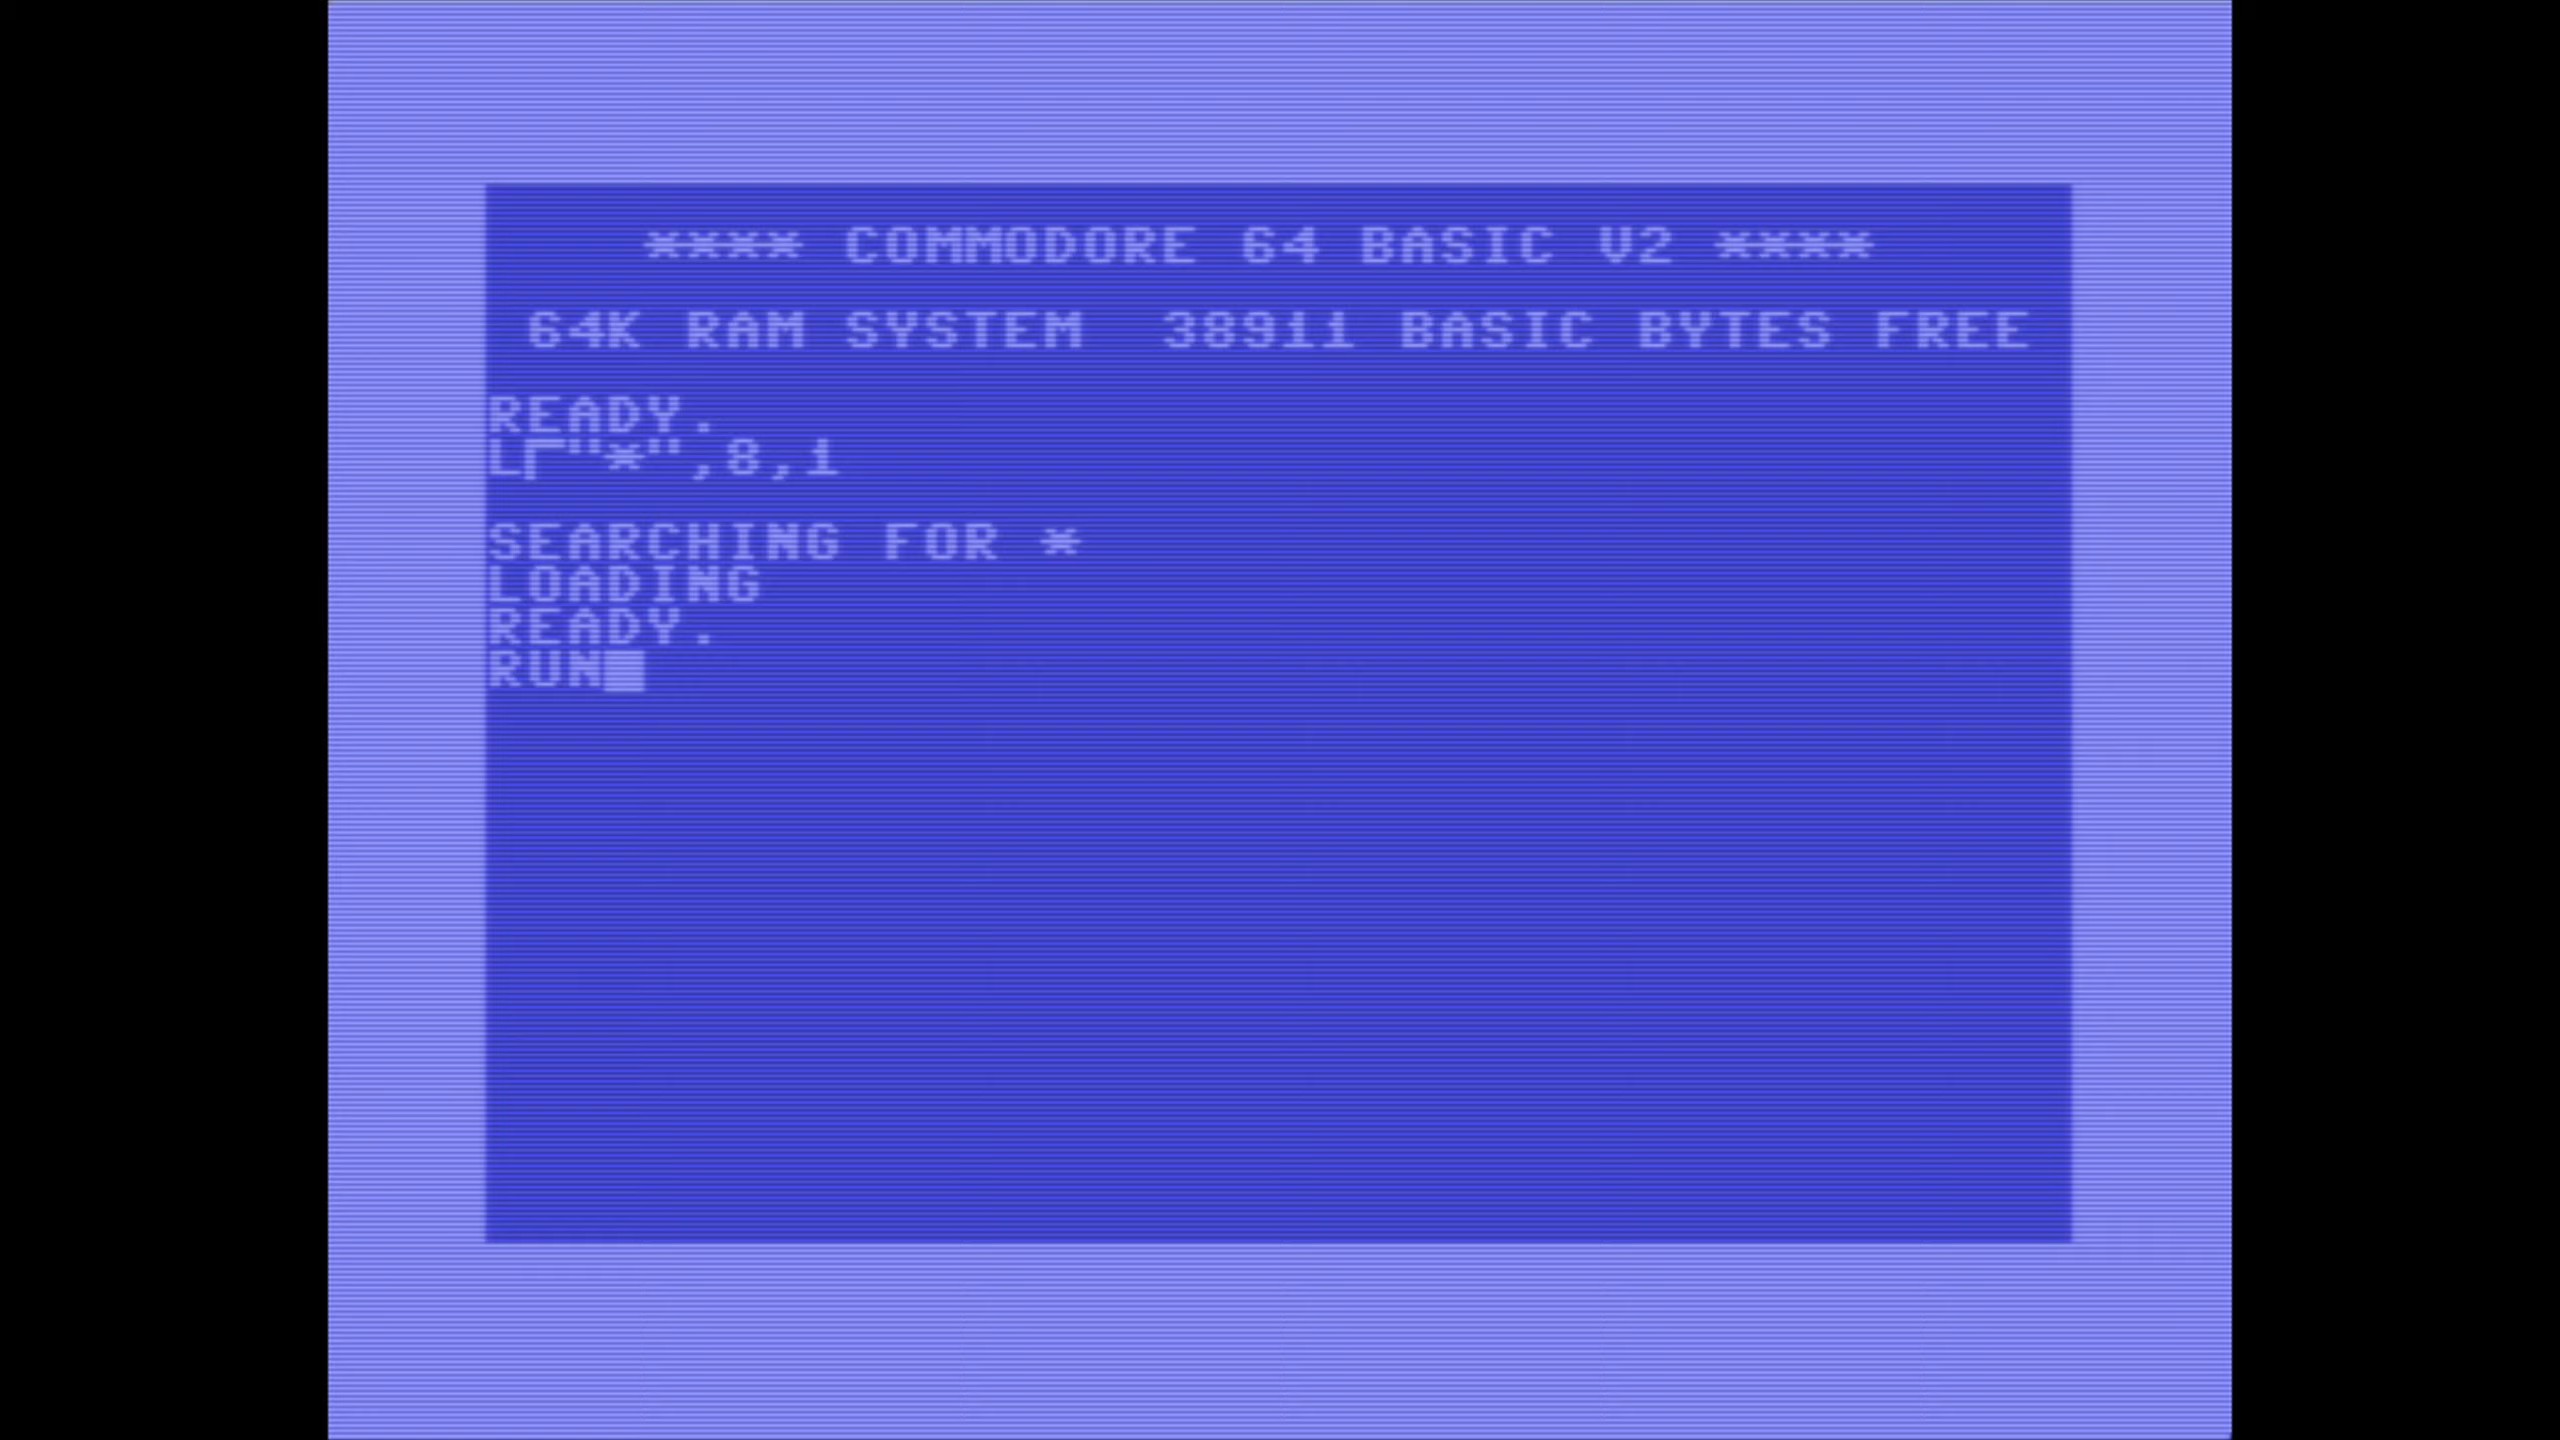 **** COMMODORE 64 BASIC V2 ****
64K RAM SYSTEM  38911 BASIC BYTES FREE
READY.
L┌"*",8,1
SEARCHING FOR *
LOADING
READY.
RUN